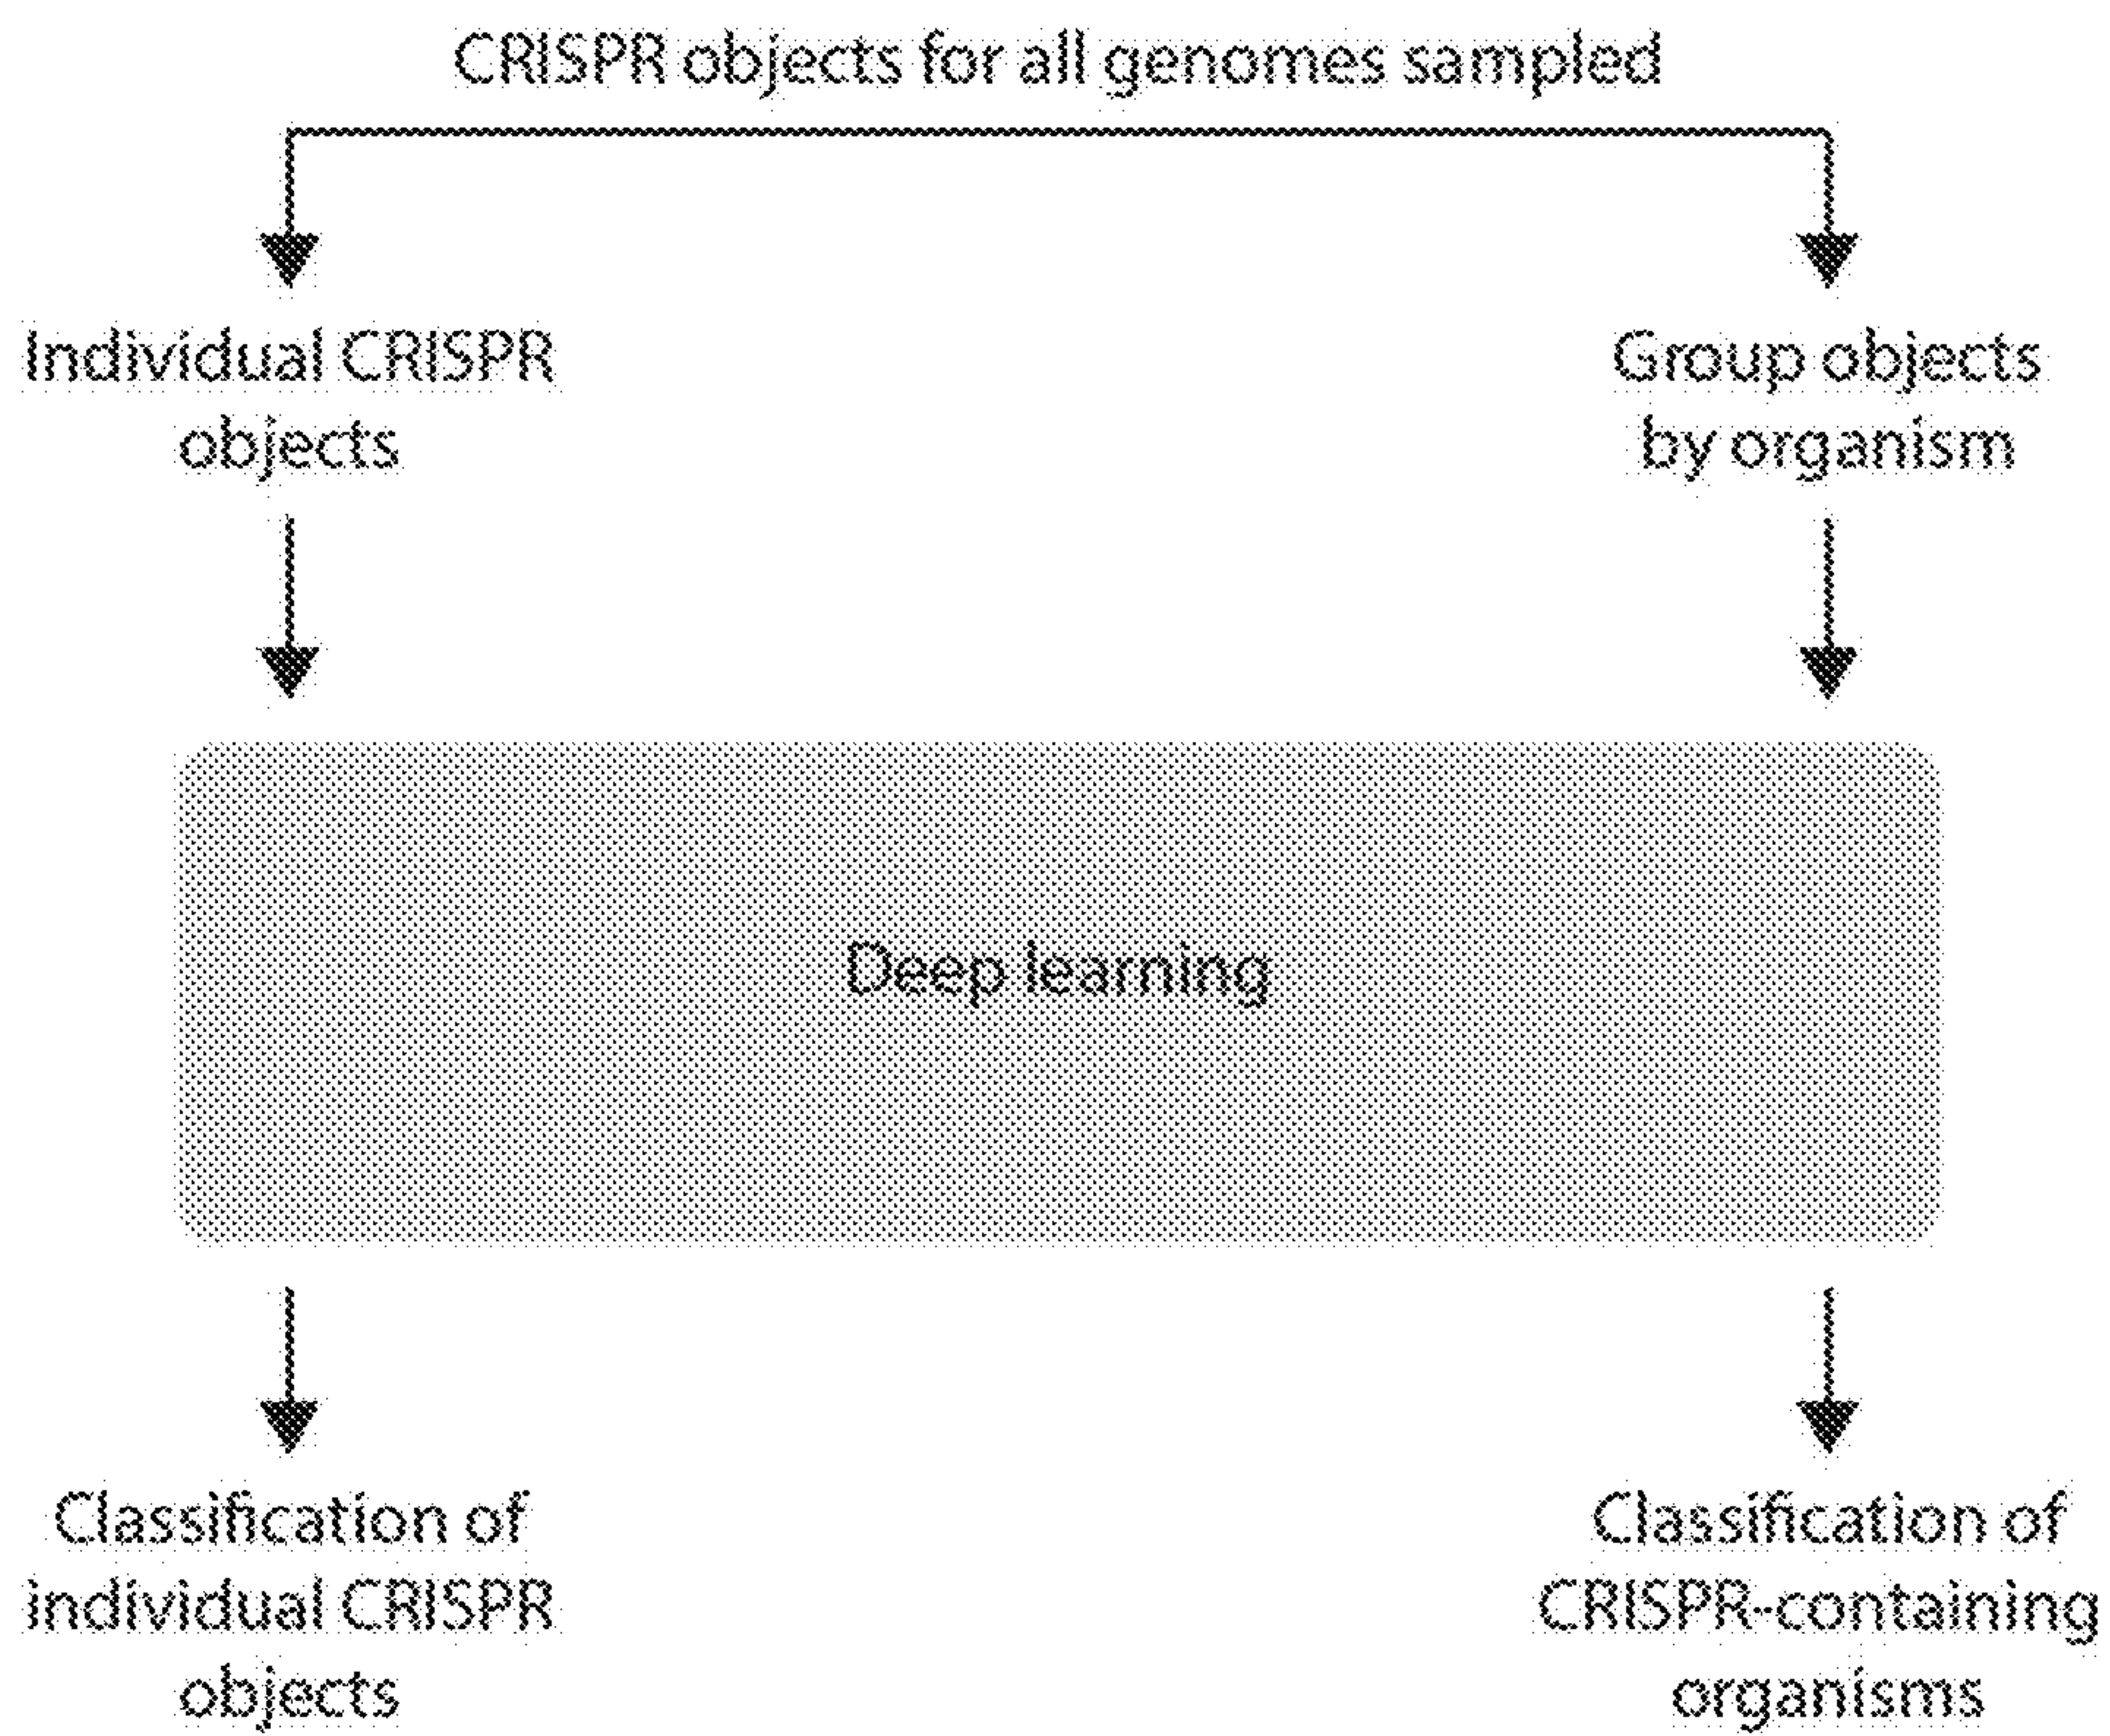 CRISPR objects for all genomes sampled
Individual CRISPR
objects
Group objects
by organism
Deep learning
Classification of
individual CRISPR
objects
Classification of
CRISPR-containing
organisms